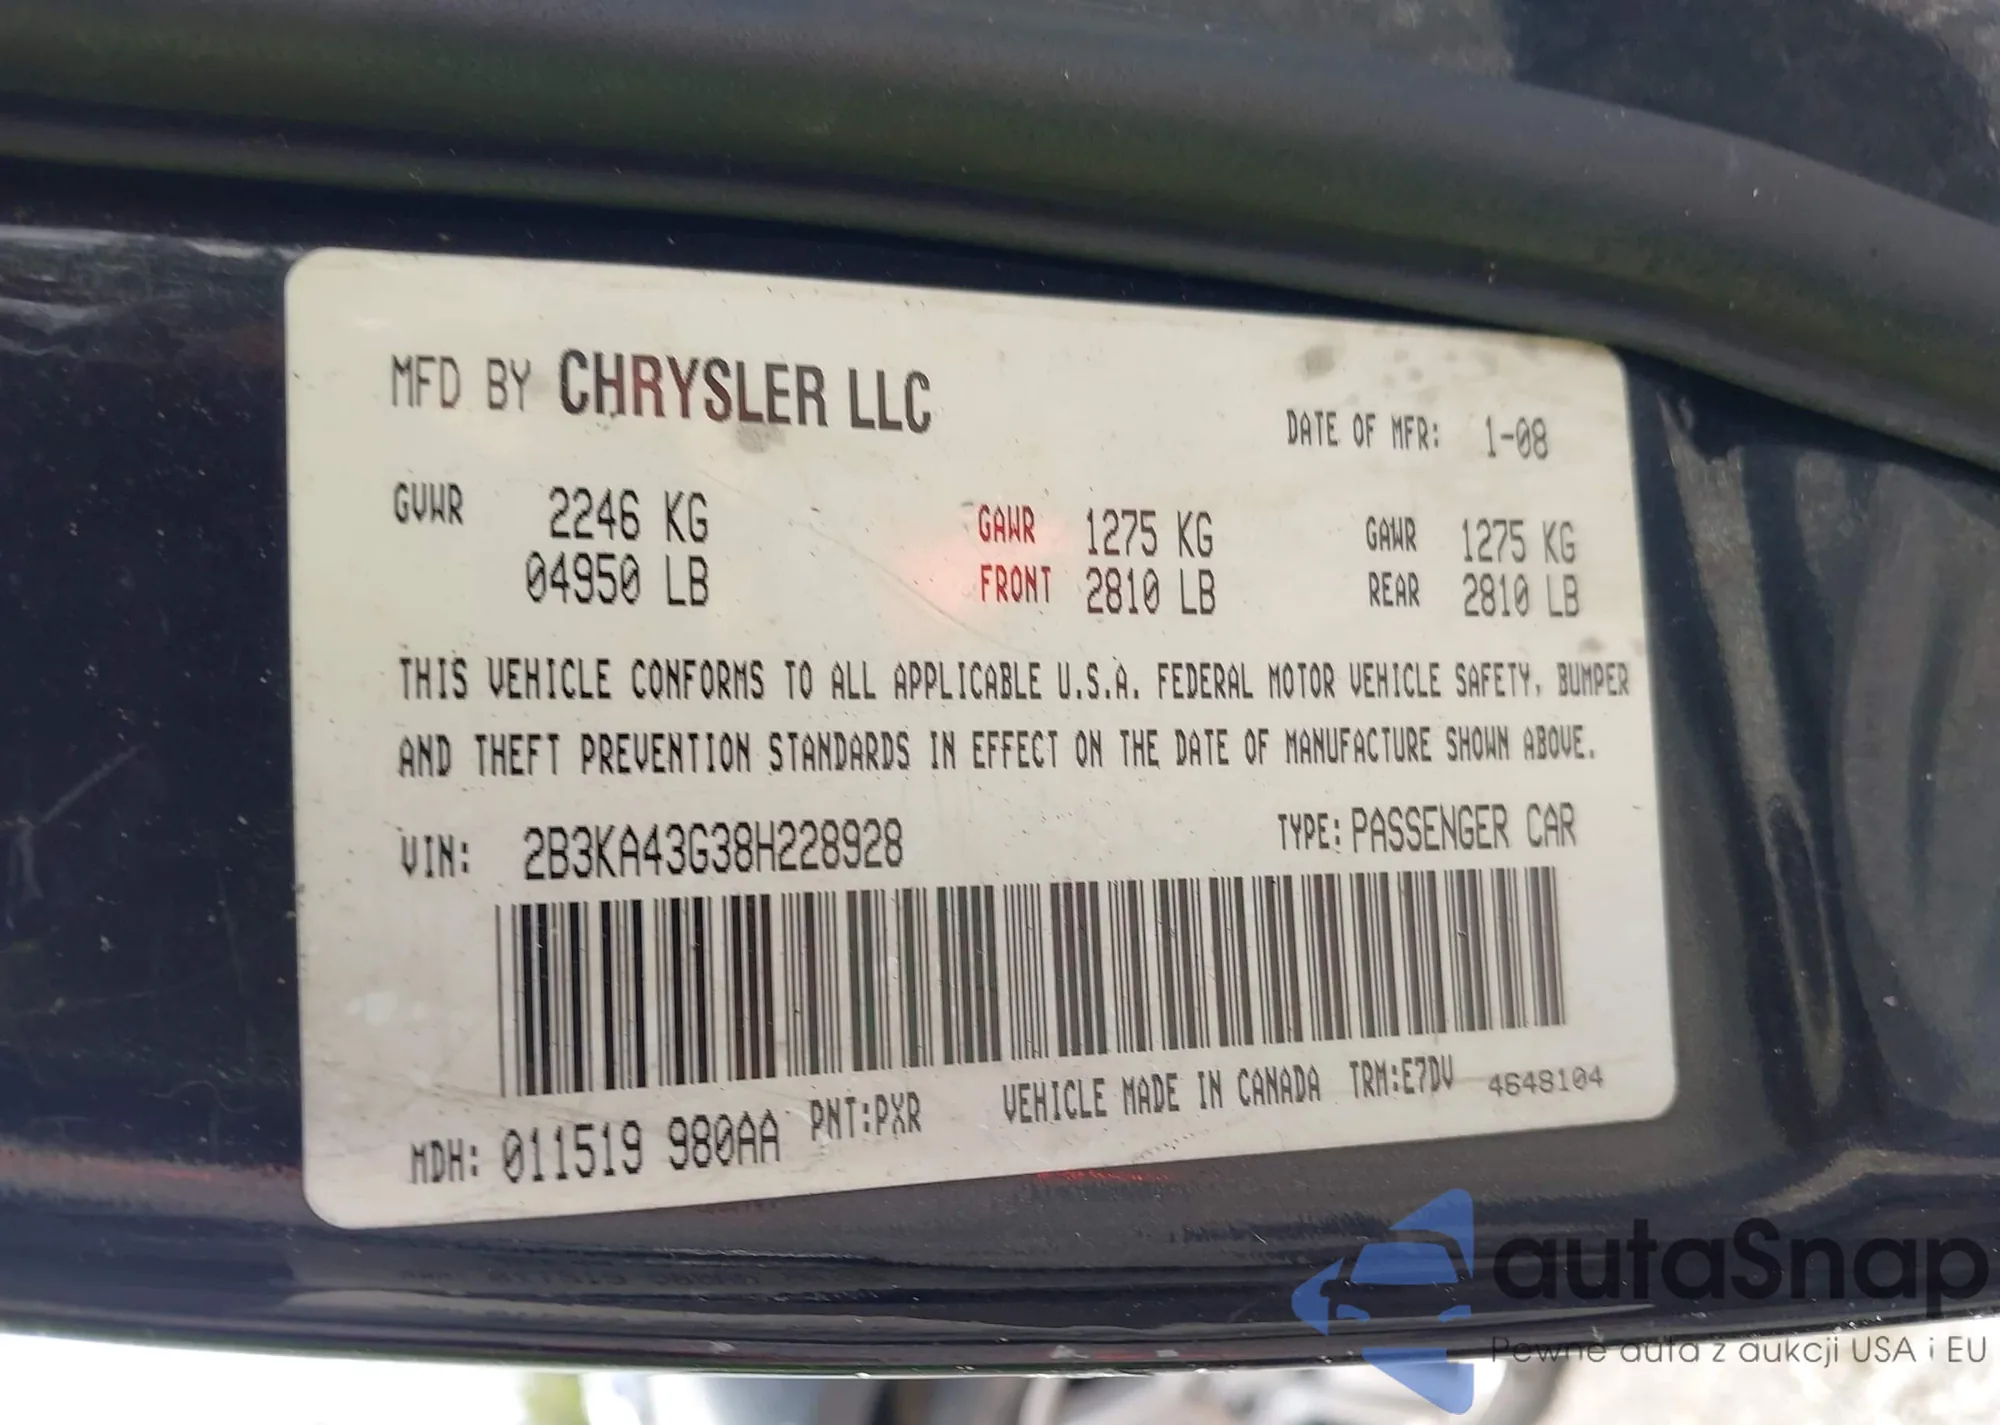 MFD BY CHRYSLER LLC
DATE OF MFR: 1-08
GVWR 2246 KG
04950 LB
GAWR 1275 KG
FRONT 2810 LB
GAWR 1275 KG
REAR 2810 LB
THIS VEHICLE CONFORMS TO ALL APPLICABLE U.S.A. FEDERAL MOTOR VEHICLE SAFETY, BUMPER
AND THEFT PREVENTION STANDARDS IN EFFECT ON THE DATE OF MANUFACTURE SHOWN ABOVE.
VIN: 2B3KA43G38H228928
TYPE: PASSENGER CAR
MDH: 011519 980AA PNT:PXR VEHICLE MADE IN CANADA TRM:E7DV 4648104
autaSnap
Pewne auta z aukcji USA i EU